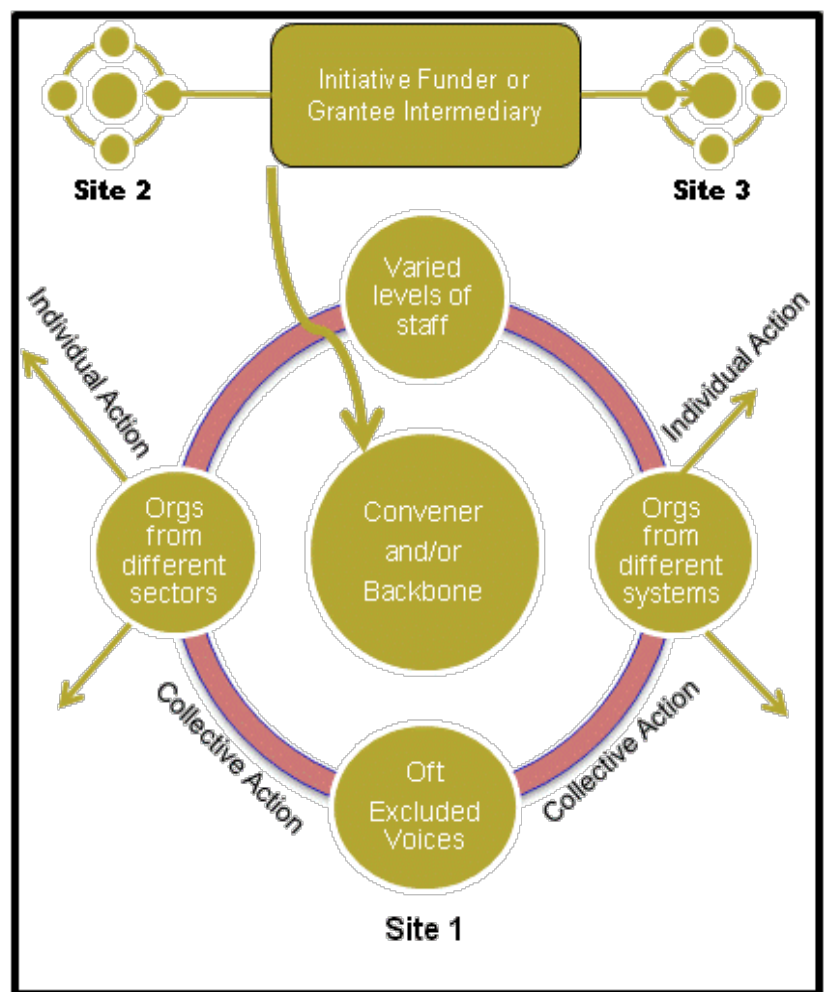 Initiative Funder or
Grantee Intermediary
Site 2
Site 3
Varied
levels of
staff
Individual Action
Individual Action
Orgs
from
different
sectors
Convener
and/or
Backbone
Orgs
from
different
systems
Collective Action
Collective Action
Oft
Excluded
Voices
Site 1